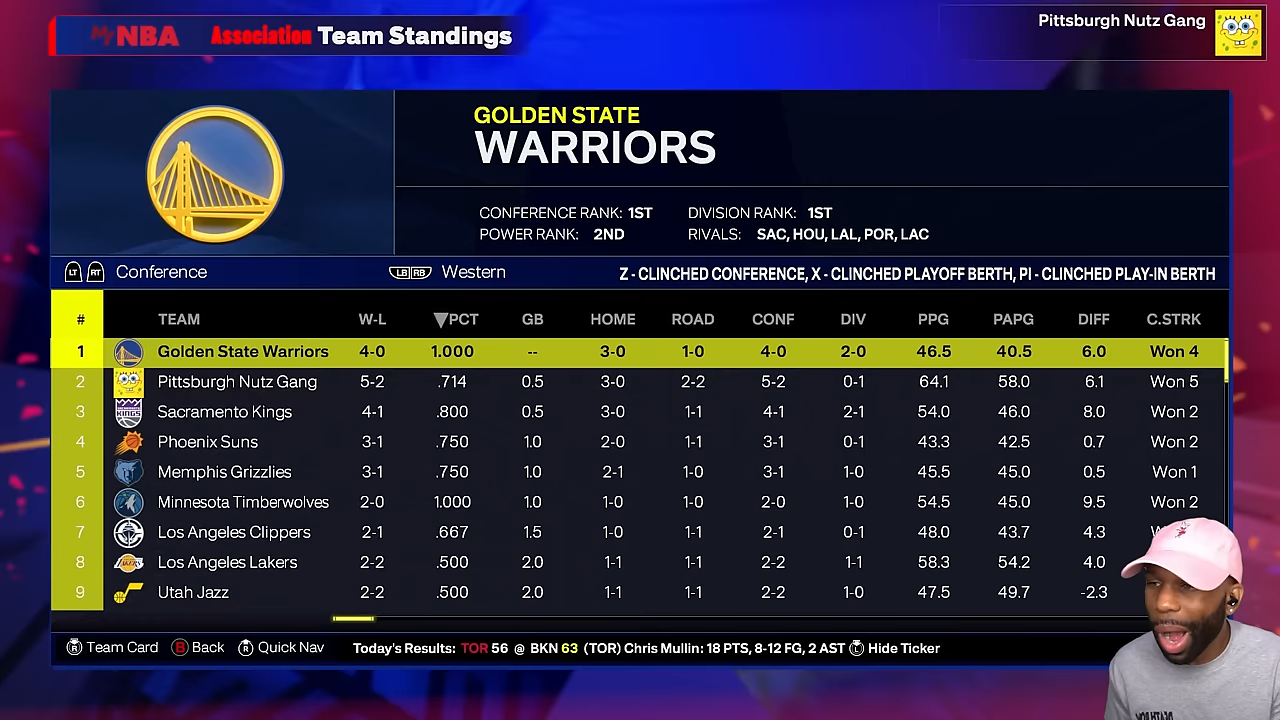 MyNBA Association Team Standings
Pittsburgh Nutz Gang
GOLDEN STATE
WARRIORS
CONFERENCE RANK: 1ST DIVISION RANK: 1ST
POWER RANK: 2ND RIVALS: SAC, HOU, LAL, POR, LAC
LT RT Conference LB RB Western Z - CLINCHED CONFERENCE, X - CLINCHED PLAYOFF BERTH, PI - CLINCHED PLAY-IN BERTH
# TEAM W-L PCT GB HOME ROAD CONF DIV PPG PAPG DIFF C.STRK
1 Golden State Warriors 4-0 1.000 -- 3-0 1-0 4-0 2-0 46.5 40.5 6.0 Won 4
2 Pittsburgh Nutz Gang 5-2 .714 0.5 3-0 2-2 5-2 0-1 64.1 58.0 6.1 Won 5
3 Sacramento Kings 4-1 .800 0.5 3-0 1-1 4-1 2-1 54.0 46.0 8.0 Won 2
4 Phoenix Suns 3-1 .750 1.0 2-0 1-1 3-1 0-1 43.3 42.5 0.7 Won 2
5 Memphis Grizzlies 3-1 .750 1.0 2-1 1-0 3-1 1-0 45.5 45.0 0.5 Won 1
6 Minnesota Timberwolves 2-0 1.000 1.0 1-0 1-0 2-0 1-0 54.5 45.0 9.5 Won 2
7 Los Angeles Clippers 2-1 .667 1.5 1-0 1-1 2-1 0-1 48.0 43.7 4.3
8 Los Angeles Lakers 2-2 .500 2.0 1-1 1-1 2-2 1-1 58.3 54.2 4.0
9 Utah Jazz 2-2 .500 2.0 1-1 1-1 2-2 1-0 47.5 49.7 -2.3
R Team Card B Back R Quick Nav Today's Results: TOR 56 @ BKN 63 (TOR) Chris Mullin: 18 PTS, 8-12 FG, 2 AST Hide Ticker